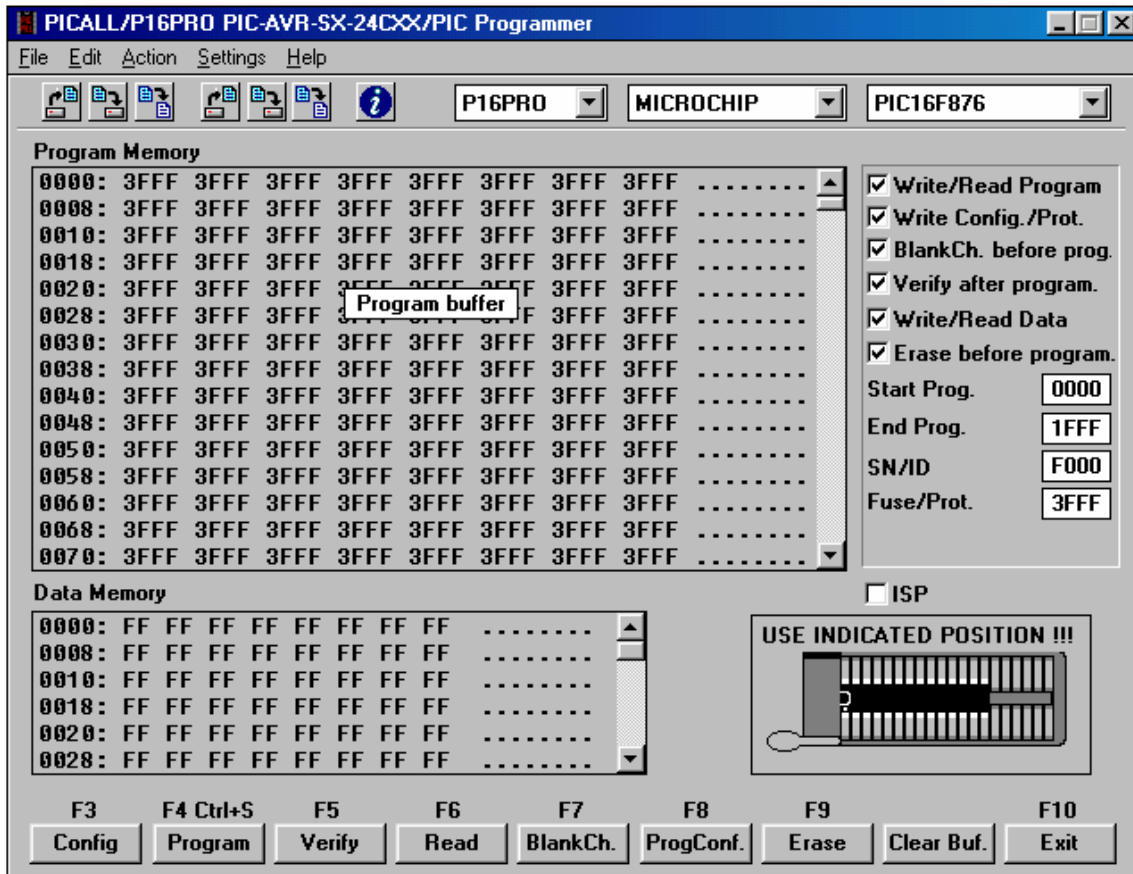 PICALL/P16PRO PIC-AVR-SX-24CXX/PIC Programmer
File Edit Action Settings Help
P16PRO MICROCHIP PIC16F876
Program Memory
0000: 3FFF 3FFF 3FFF 3FFF 3FFF 3FFF 3FFF 3FFF ........
0008: 3FFF 3FFF 3FFF 3FFF 3FFF 3FFF 3FFF 3FFF ........
0010: 3FFF 3FFF 3FFF 3FFF 3FFF 3FFF 3FFF 3FFF ........
0018: 3FFF 3FFF 3FFF 3FFF 3FFF 3FFF 3FFF 3FFF ........
0020: 3FFF 3FFF 3FFF 3FFF 3FFF 3FFF 3FFF 3FFF ........
Program buffer
0028: 3FFF 3FFF 3FFF 3FFF ........
0030: 3FFF 3FFF 3FFF 3FFF 3FFF 3FFF 3FFF 3FFF ........
0038: 3FFF 3FFF 3FFF 3FFF 3FFF 3FFF 3FFF 3FFF ........
0040: 3FFF 3FFF 3FFF 3FFF 3FFF 3FFF 3FFF 3FFF ........
0048: 3FFF 3FFF 3FFF 3FFF 3FFF 3FFF 3FFF 3FFF ........
0050: 3FFF 3FFF 3FFF 3FFF 3FFF 3FFF 3FFF 3FFF ........
0058: 3FFF 3FFF 3FFF 3FFF 3FFF 3FFF 3FFF 3FFF ........
0060: 3FFF 3FFF 3FFF 3FFF 3FFF 3FFF 3FFF 3FFF ........
0068: 3FFF 3FFF 3FFF 3FFF 3FFF 3FFF 3FFF 3FFF ........
0070: 3FFF 3FFF 3FFF 3FFF 3FFF 3FFF 3FFF 3FFF ........
Write/Read Program
Write Config./Prot.
BlankCh. before prog.
Verify after program.
Write/Read Data
Erase before program.
Start Prog. 0000
End Prog. 1FFF
SN/ID F000
Fuse/Prot. 3FFF
Data Memory
0000: FF FF FF FF FF FF FF FF ........
0008: FF FF FF FF FF FF FF FF ........
0010: FF FF FF FF FF FF FF FF ........
0018: FF FF FF FF FF FF FF FF ........
0020: FF FF FF FF FF FF FF FF ........
0028: FF FF FF FF FF FF FF FF ........
ISP
USE INDICATED POSITION !!!
F3 F4 Ctrl+S F5 F6 F7 F8 F9 F10
Config Program Verify Read BlankCh. ProgConf. Erase Clear Buf. Exit